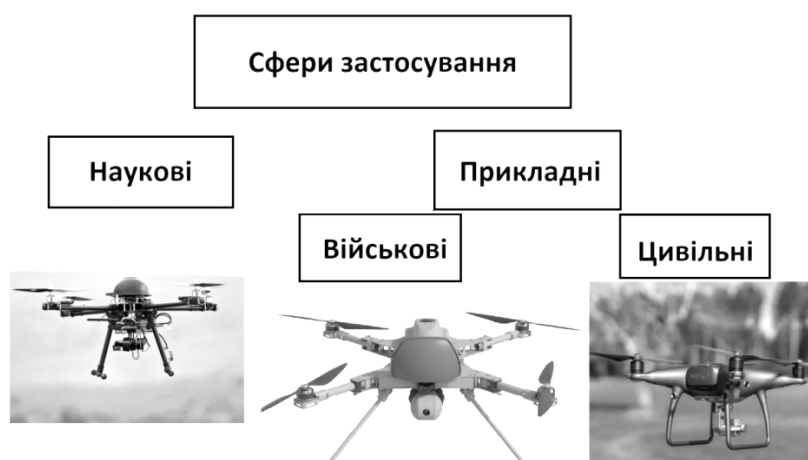 Сфери застосування
Наукові
Прикладні
Військові
Цивільні